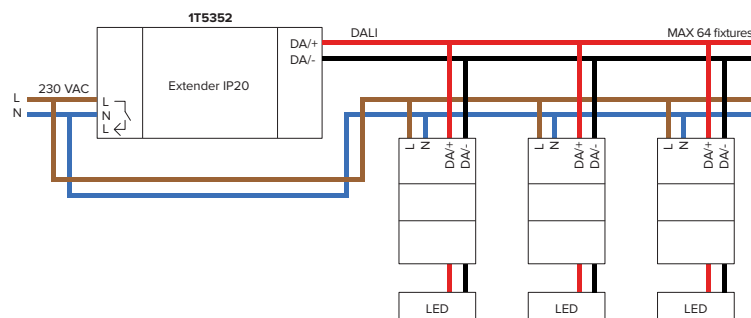 1T5352
DA/+
DALI
MAX 64 fixtures
DA/-
Extender IP20
230 VAC
L
L
N
N
L
L
N
DA/+
DA/-
L
N
DA/+
DA/-
L
N
DA/+
DA/-
LED
LED
LED